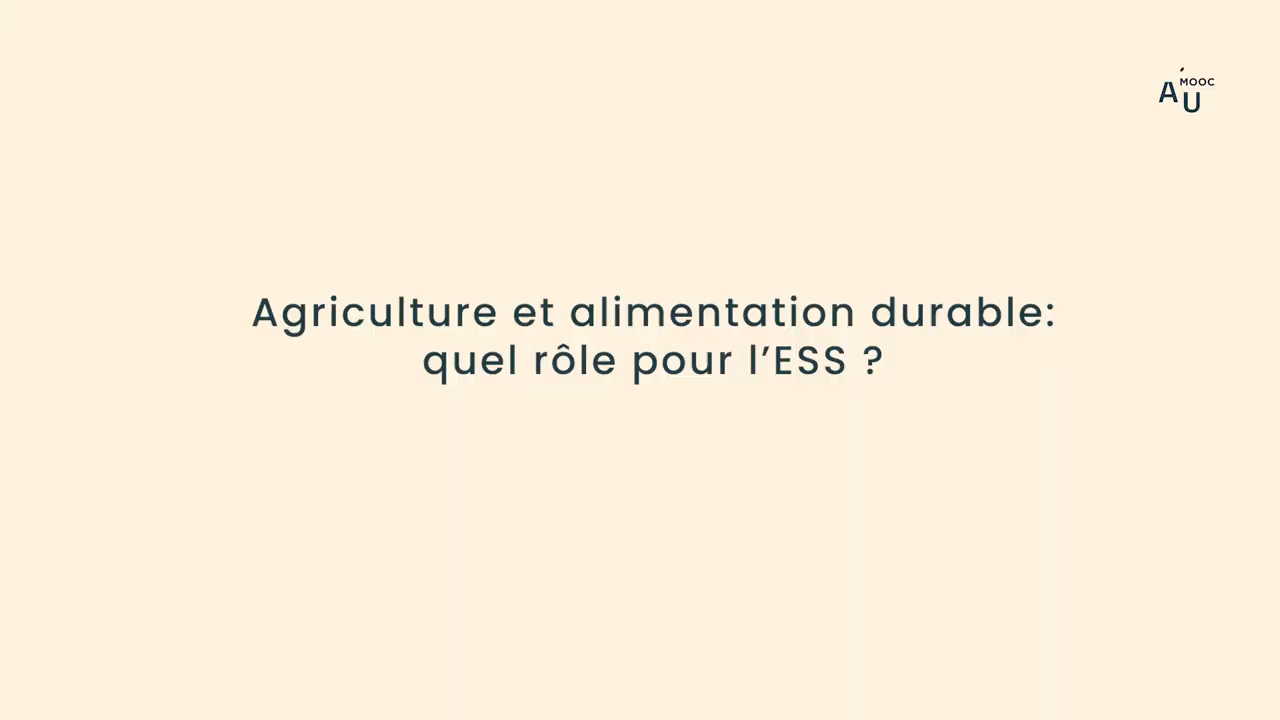 MOOC
AU
Agriculture et alimentation durable:
quel rôle pour l’ESS ?